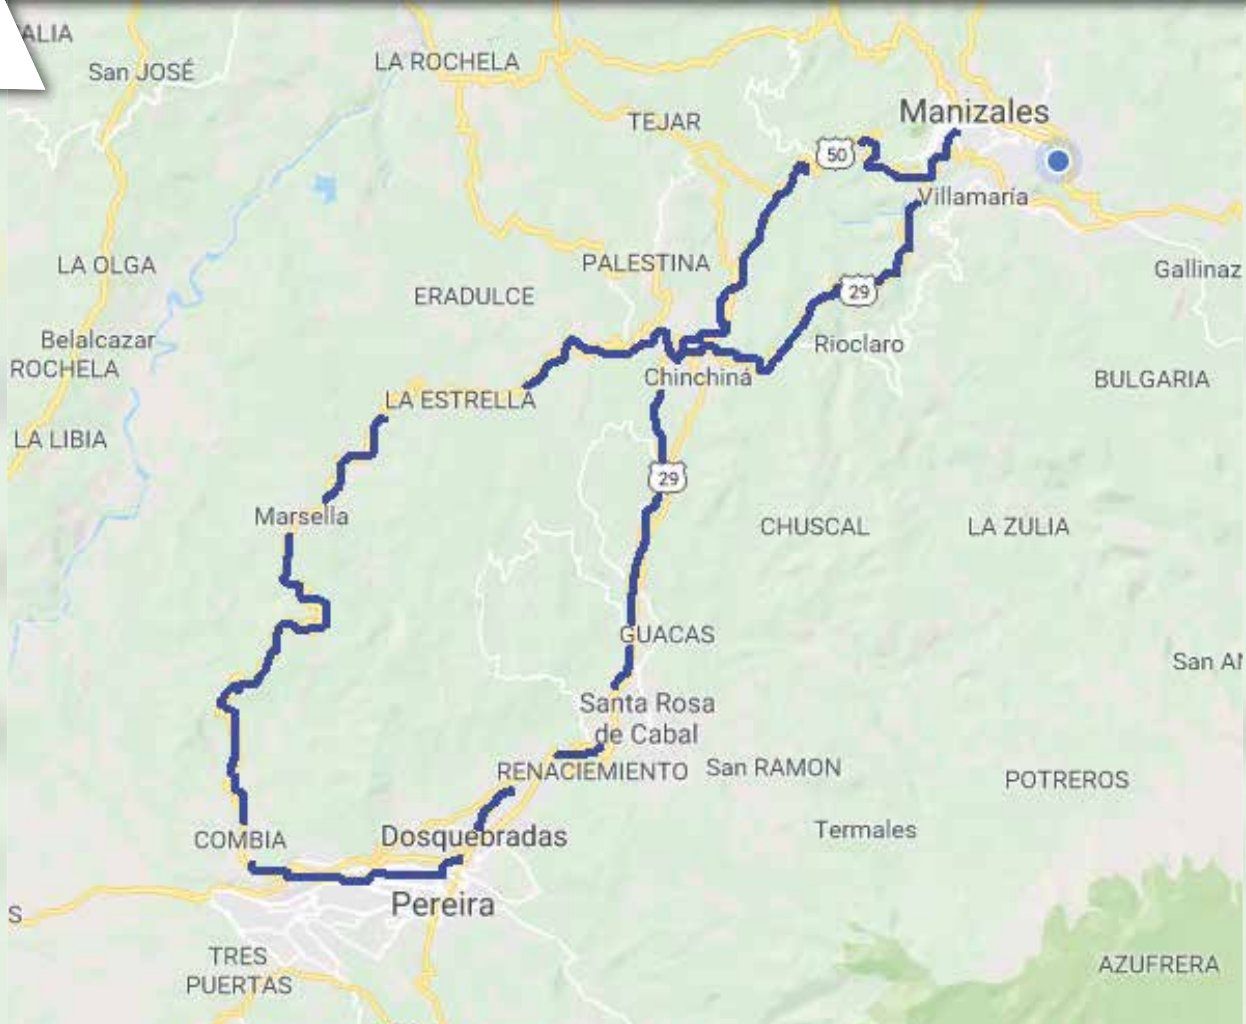 ALIA
San JOSÉ
LA ROCHELA
TEJAR
Manizales
50
Villamaría
LA OLGA
PALESTINA
Gallinaz
ERADULCE
29
Belalcazar
ROCHELA
Rioclaro
Chinchiná
BULGARIA
LA ESTRELLA
LA LIBIA
29
Marsella
CHUSCAL
LA ZULIA
GUACAS
San AN
Santa Rosa
de Cabal
RENACIEMIENTO
San RAMON
POTREROS
COMBIA
Dosquebradas
Termales
Pereira
S
TRES
PUERTAS
AZUFRERA